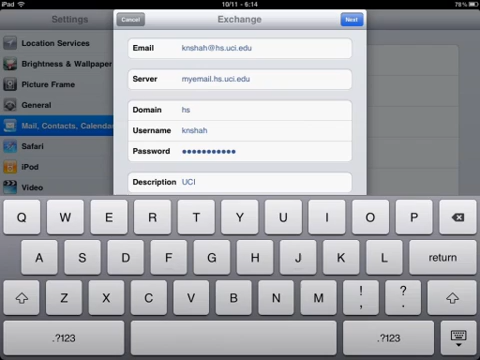 iPad 10/11 - 6:14 78%
Settings
Cancel Exchange Next
Location Services
Brightness & Wallpaper
Picture Frame
General
Mail, Contacts, Calendar
Safari
iPod
Video
Email knshah@hs.uci.edu
Server myemail.hs.uci.edu
Domain hs
Username knshah
Password ●●●●●●●●●●●
Description UCI
Q W E R T Y U I O P
A S D F G H J K L return
Z X C V B N M ! , ? .
.?123 .?123